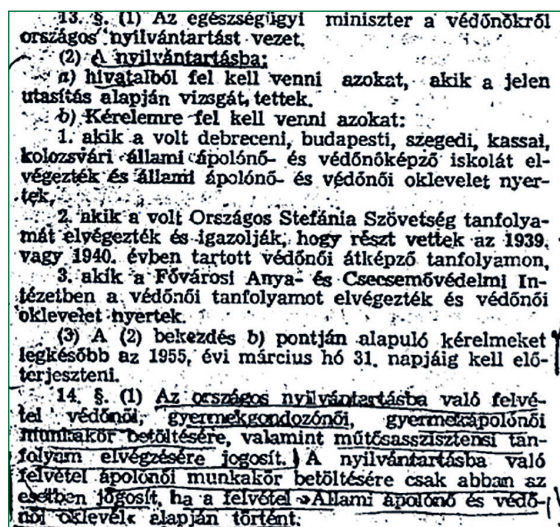 13. §. (1) Az egészségügyi miniszter a védőnőkről
országos nyilvántartást vezet.
(2) A nyilvántartásba:
a) hivatalból fel kell venni azokat, akik a jelen
utasítás alapján vizsgát tettek.
b) Kérelemre fel kell venni azokat:
1. akik a volt debreceni, budapesti, szegedi, kassai,
kolozsvári állami ápolónő- és védőnőképző iskolát el-
végezték és állami ápolónő- és védőnői oklevelet nyer-
tek,
2. akik a volt Országos Stefánia Szövetség tanfolya-
mát elvégezték és igazolják, hogy részt vettek az 1939.
vagy 1940. évben tartott védőnői átképző tanfolyamon,
3. akik a Fővárosi Anya- és Csecsemővédelmi In-
tézetben a védőnői tanfolyamot elvégezték és védőnői
oklevelet nyertek.
(3) A (2) bekezdés b) pontján alapuló kérelmeket
legkésőbb az 1955. évi március hó 31. napjáig kell elő-
terjeszteni.
14. §. (1) Az országos nyilvántartásba való felvé-
tel védőnői, gyermekgondozónői, gyermekápolónői
munkakör betöltésére, valamint műtősasszisztensi tan-
folyam elvégzésére jogosít. A nyilvántartásba való
felvétel ápolónői munkakör betöltésére csak abban az
esetben jogosít, ha a felvétel »Állami ápolónő és védő-
női oklevél« alapján történt.